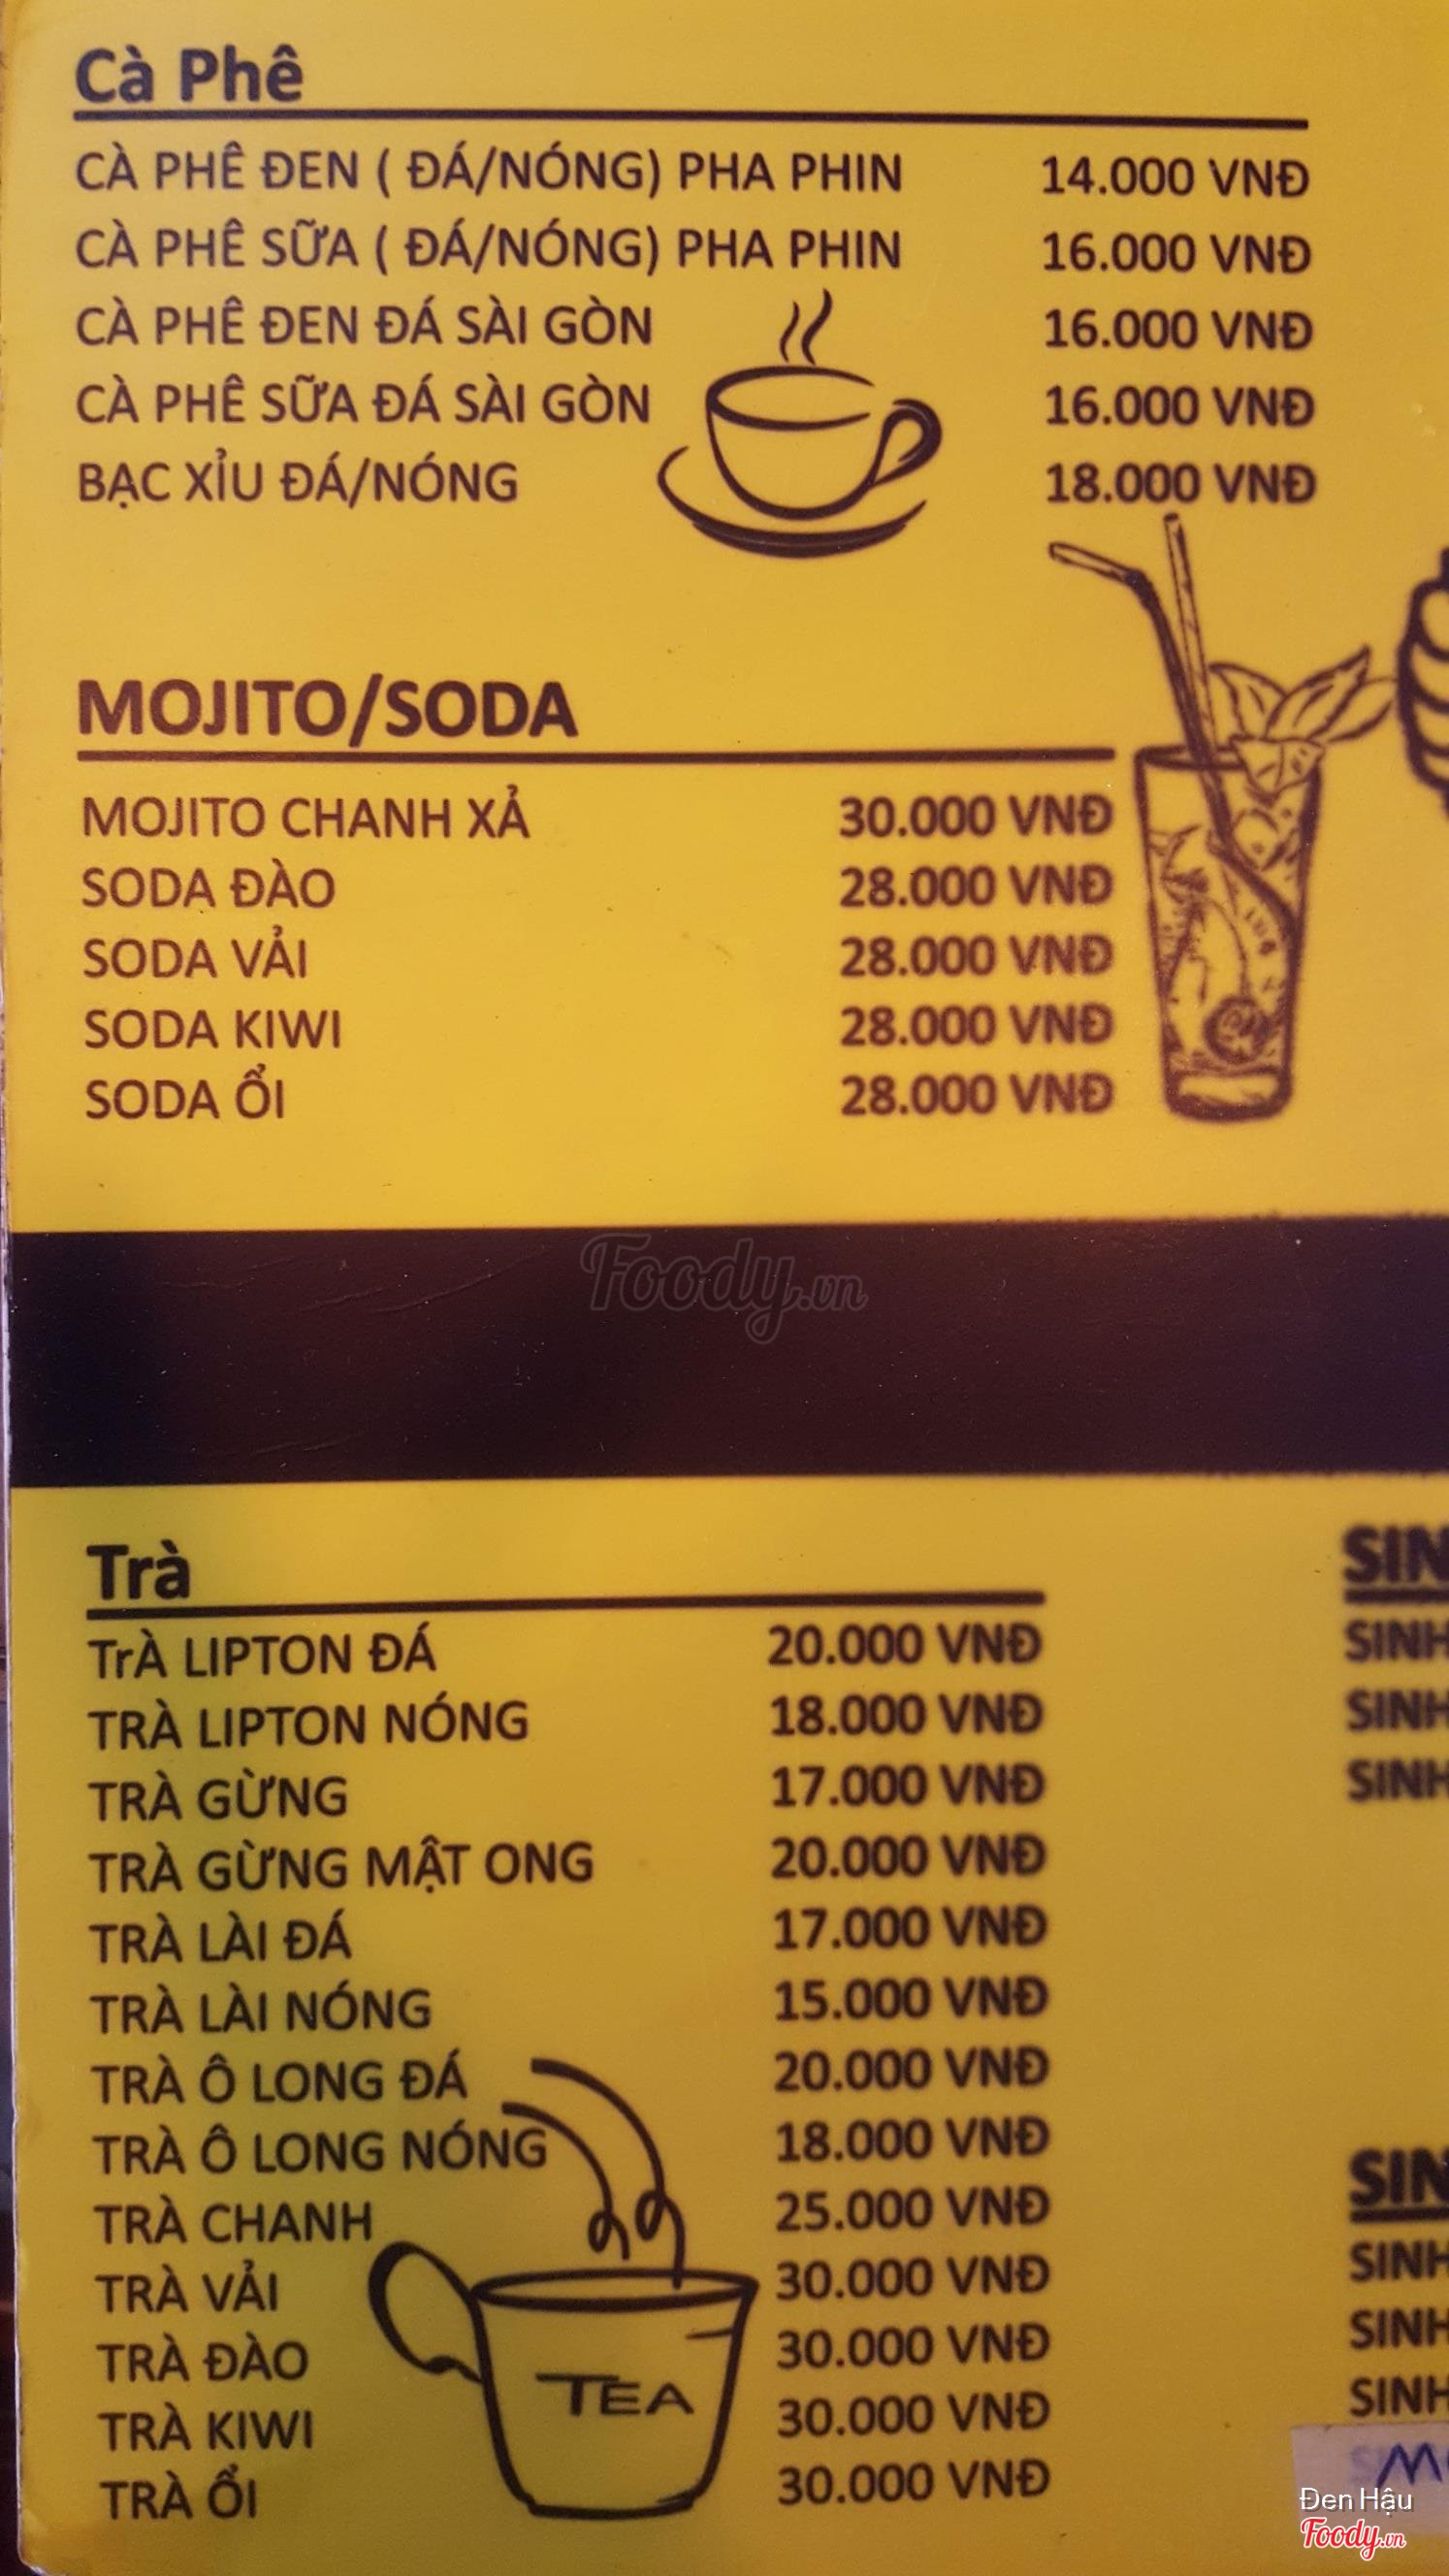 Cà Phê
CÀ PHÊ ĐEN ( ĐÁ/NÓNG) PHA PHIN 14.000 VNĐ
CÀ PHÊ SỮA ( ĐÁ/NÓNG) PHA PHIN 16.000 VNĐ
CÀ PHÊ ĐEN ĐÁ SÀI GÒN 16.000 VNĐ
CÀ PHÊ SỮA ĐÁ SÀI GÒN 16.000 VNĐ
BẠC XỈU ĐÁ/NÓNG 18.000 VNĐ
MOJITO/SODA
MOJITO CHANH XẢ 30.000 VNĐ
SODA ĐÀO 28.000 VNĐ
SODA VẢI 28.000 VNĐ
SODA KIWI 28.000 VNĐ
SODA ỔI 28.000 VNĐ
Foody.vn
Trà
TrÀ LIPTON ĐÁ 20.000 VNĐ
TRÀ LIPTON NÓNG 18.000 VNĐ
TRÀ GỪNG 17.000 VNĐ
TRÀ GỪNG MẬT ONG 20.000 VNĐ
TRÀ LÀI ĐÁ 17.000 VNĐ
TRÀ LÀI NÓNG 15.000 VNĐ
TRÀ Ô LONG ĐÁ 20.000 VNĐ
TRÀ Ô LONG NÓNG 18.000 VNĐ
TRÀ CHANH 25.000 VNĐ
TRÀ VẢI 30.000 VNĐ
TRÀ ĐÀO 30.000 VNĐ
TRÀ KIWI 30.000 VNĐ
TRÀ ỔI 30.000 VNĐ
TEA
SIN
SINH
SINH
SINH
SIN
SINH
SINH
SINH
Đen Hậu
Foody.vn